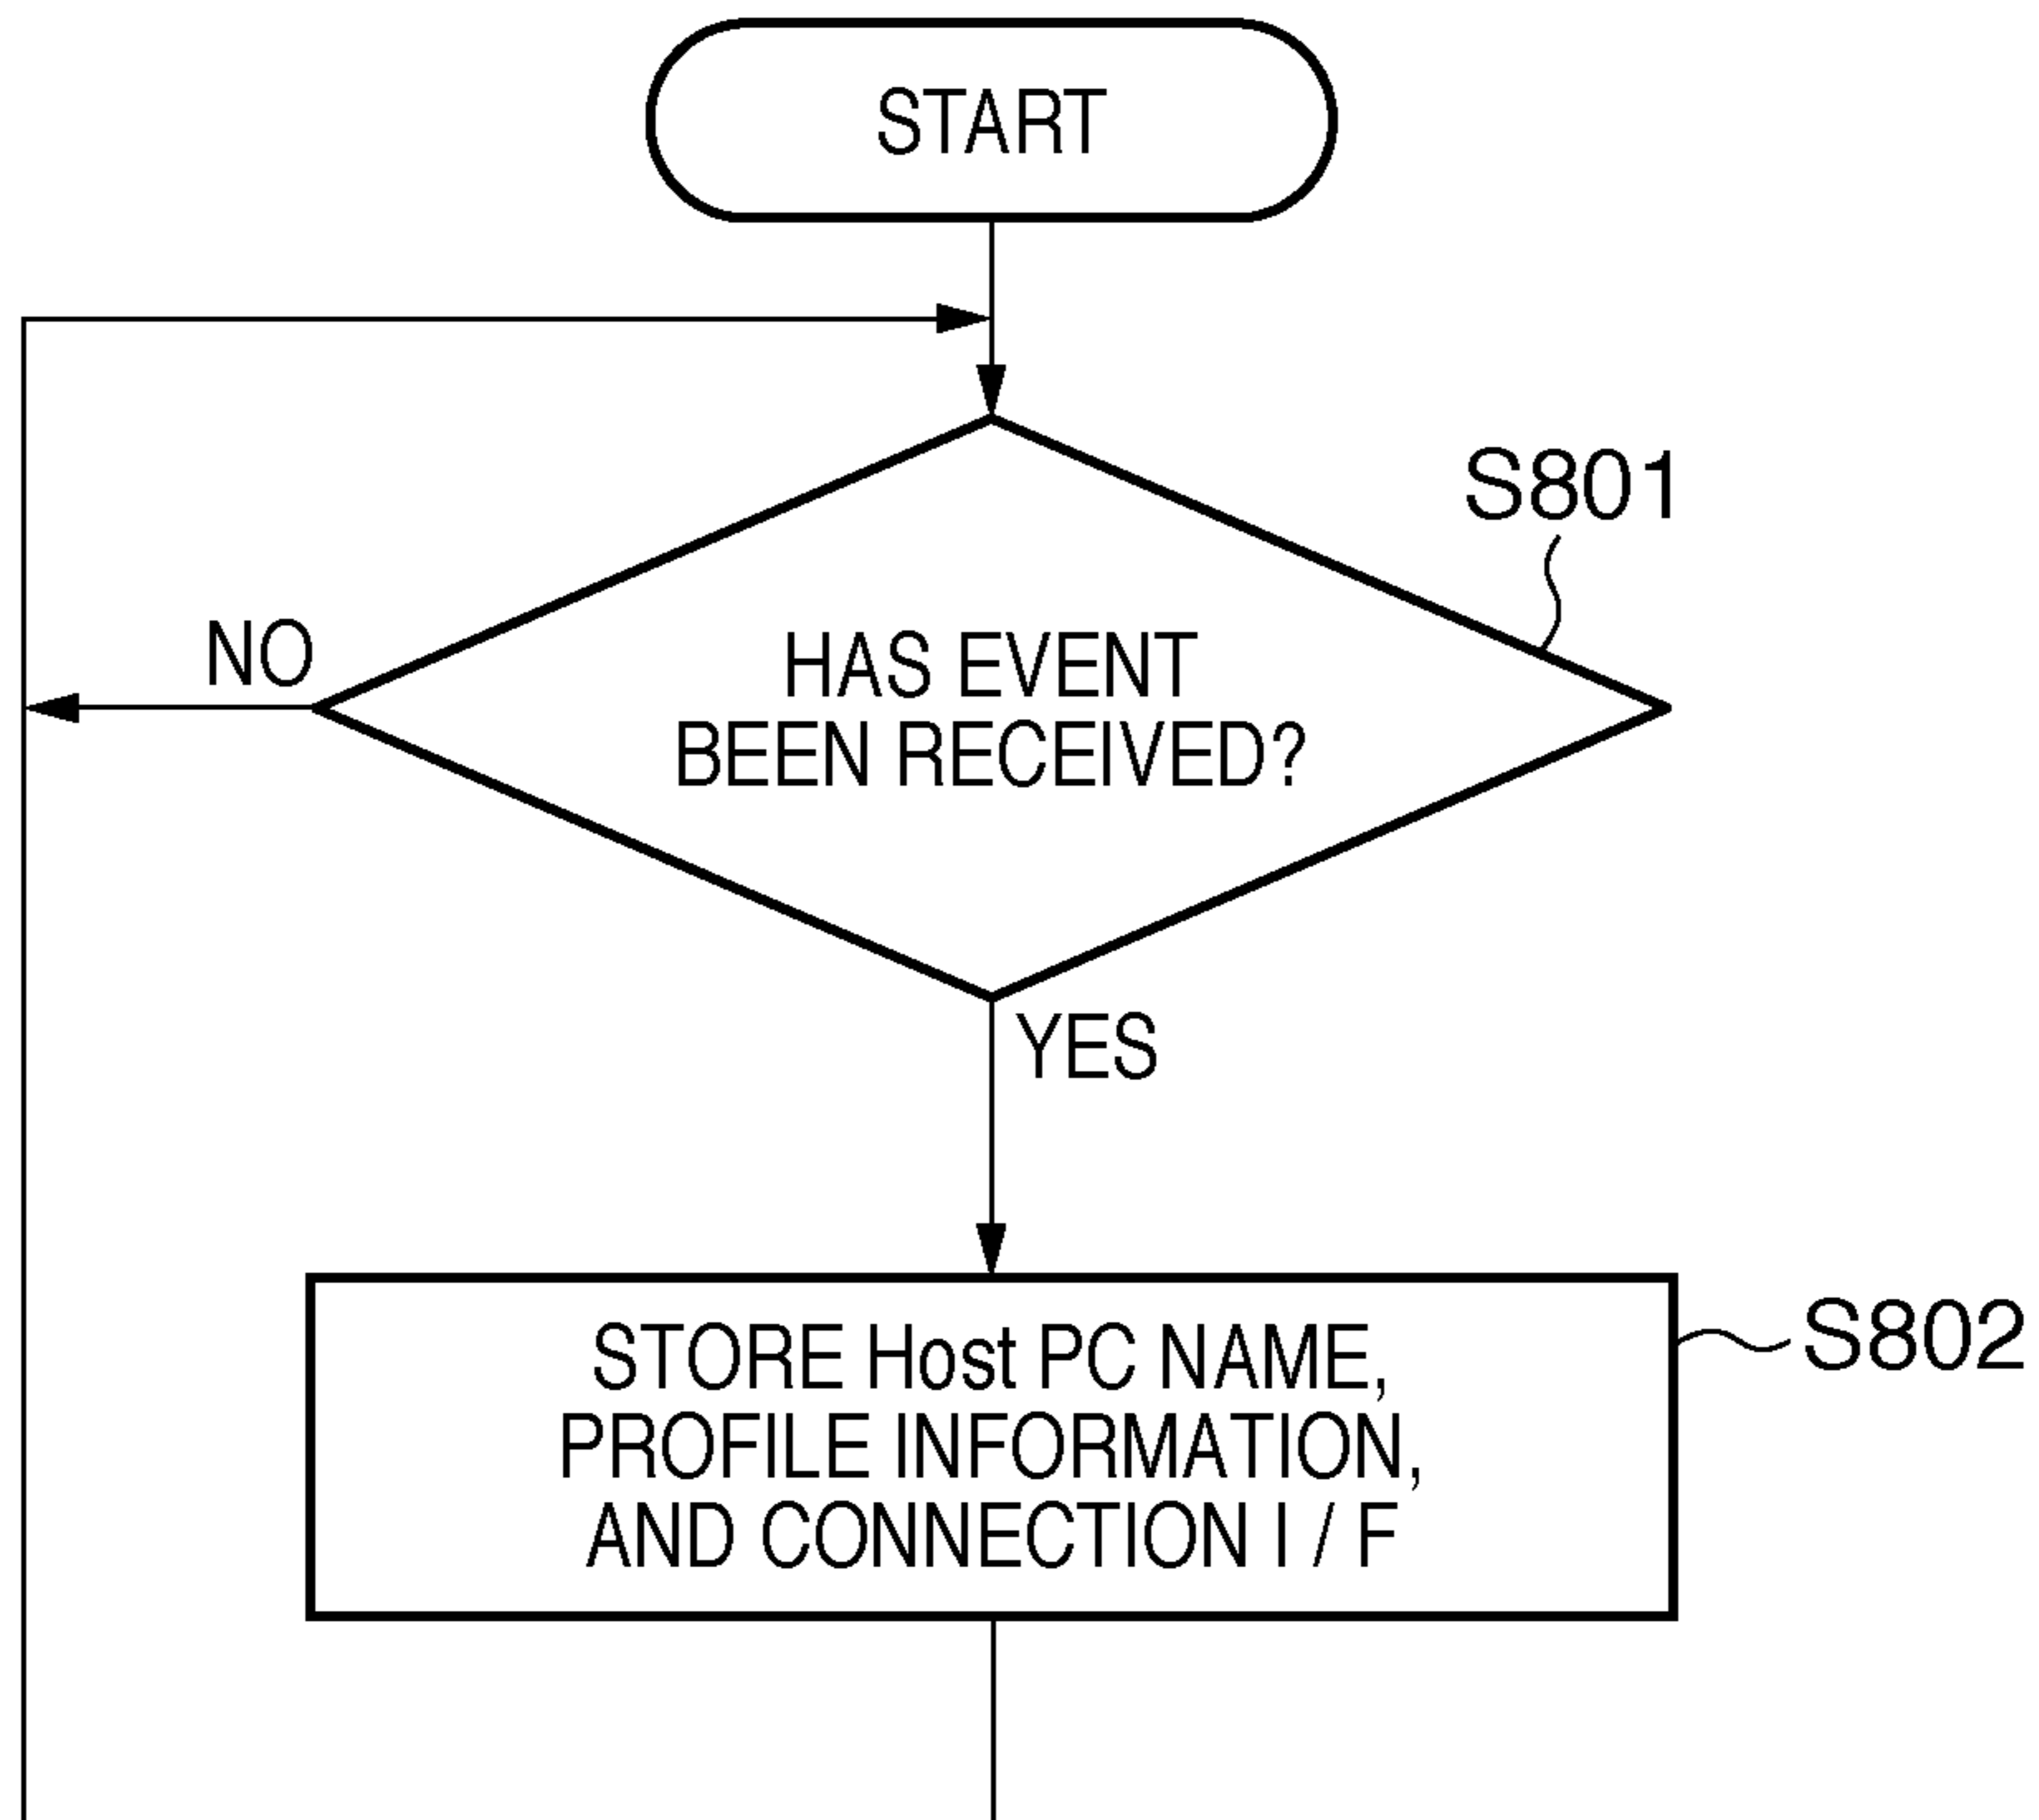 START
S801
NO
HAS EVENT
BEEN RECEIVED?
YES
STORE Host PC NAME,
PROFILE INFORMATION,
AND CONNECTION I / F
S802